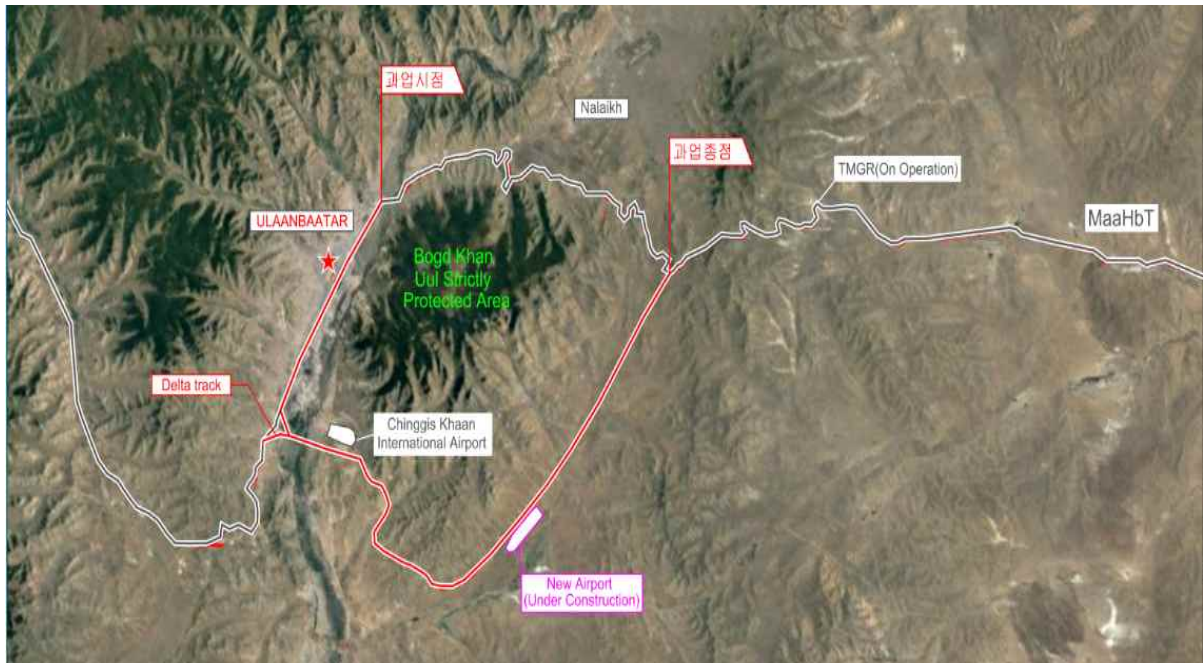 과업시점
Nalaikh
과업종점
TMGR(On Operation)
ULAANBAATAR
MaaHbT
Bogd Khan
Uul Strictly
Protected Area
Delta track
Chinggis Khaan
International Airport
New Airport
(Under Construction)